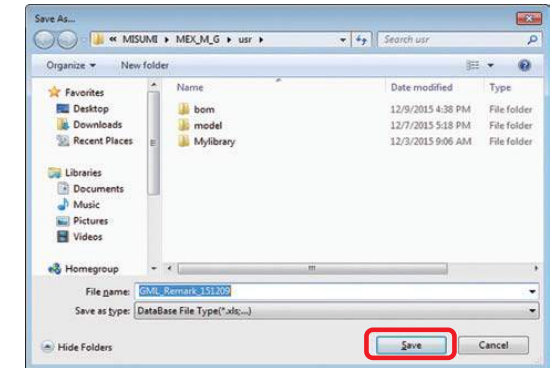 Save As...
« MISUMI ▸ MEX_M_G ▸ usr ▸
Search usr
Organize ▾ New folder
Name Date modified Type
Favorites
Desktop
Downloads
Recent Places
Libraries
Documents
Music
Pictures
Videos
Homegroup
bom 12/9/2015 4:38 PM File folder
model 12/7/2015 5:18 PM File folder
Mylibrary 12/3/2015 9:06 AM File folder
File name: GML_Remark_151209
Save as type: DataBase File Type(*.xls;...)
Hide Folders
Save Cancel